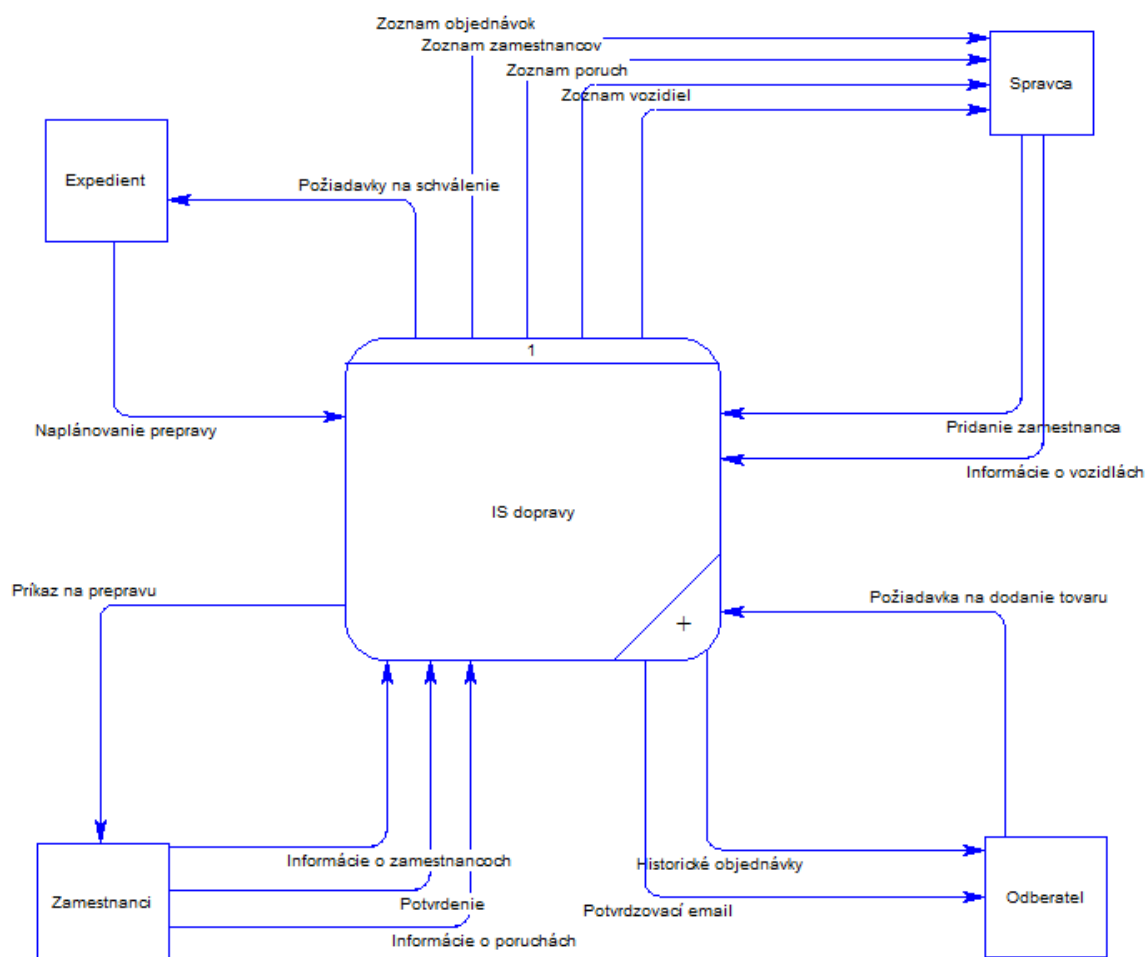 Zoznam objednávok
Zoznam zamestnancov
Zoznam poruch
Zoznam vozidiel
Spravca
Expedient
Požiadavky na schválenie
1
Naplánovanie prepravy
Pridanie zamestnanca
Informácie o vozidlách
IS dopravy
Príkaz na prepravu
Požiadavka na dodanie tovaru
+
Informácie o zamestnancoch
Historické objednávky
Zamestnanci
Potvrdenie
Potvrdzovací email
Odberatel
Informácie o poruchách